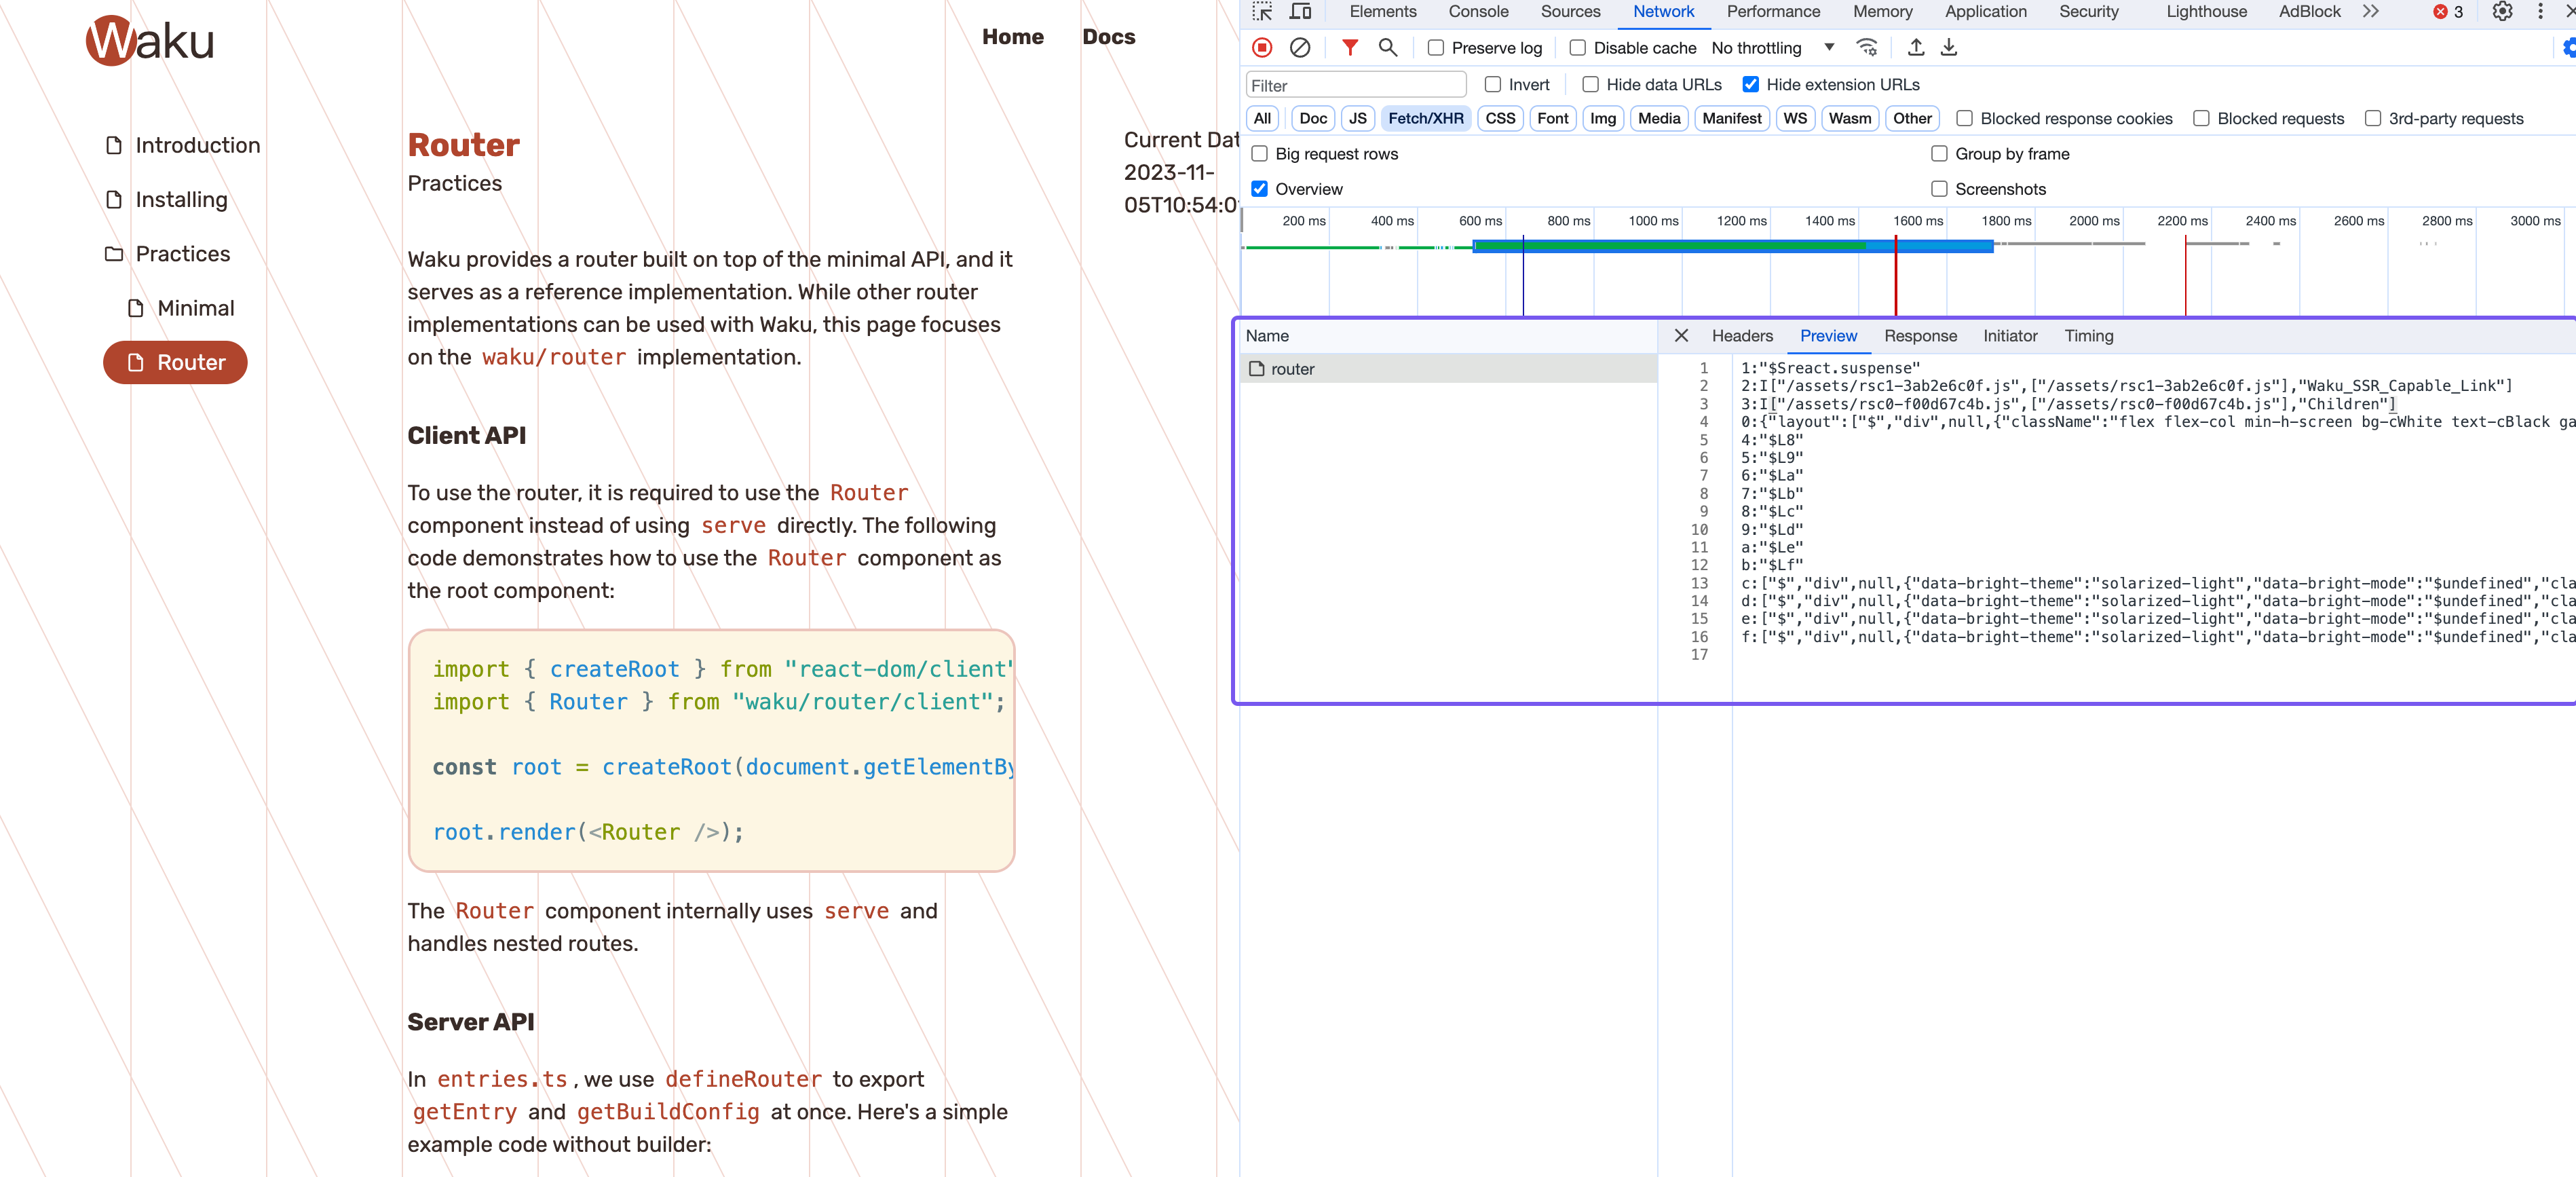 Waku
Home
Docs
Introduction
Installing
Practices
Minimal
Router
Router
Practices
Current Dat
2023-11-
05T10:54:0
Waku provides a router built on top of the minimal API, and it
serves as a reference implementation. While other router
implementations can be used with Waku, this page focuses
on the waku/router implementation.
Client API
To use the router, it is required to use the Router
component instead of using serve directly. The following
code demonstrates how to use the Router component as
the root component:
import { createRoot } from "react-dom/client"
import { Router } from "waku/router/client";
const root = createRoot(document.getElementBy
root.render(<Router />);
The Router component internally uses serve and
handles nested routes.
Server API
In entries.ts , we use defineRouter to export
getEntry and getBuildConfig at once. Here's a simple
example code without builder:
Elements Console Sources Network Performance Memory Application Security Lighthouse AdBlock 3
Preserve log Disable cache No throttling
Filter Invert Hide data URLs Hide extension URLs
All Doc JS Fetch/XHR CSS Font Img Media Manifest WS Wasm Other Blocked response cookies Blocked requests 3rd-party requests
Big request rows Group by frame
Overview Screenshots
200 ms 400 ms 600 ms 800 ms 1000 ms 1200 ms 1400 ms 1600 ms 1800 ms 2000 ms 2200 ms 2400 ms 2600 ms 2800 ms 3000 ms
Name
router
Headers Preview Response Initiator Timing
1 1:"$Sreact.suspense"
2 2:I["/assets/rsc1-3ab2e6c0f.js",["/assets/rsc1-3ab2e6c0f.js"],"Waku_SSR_Capable_Link"]
3 3:I["/assets/rsc0-f00d67c4b.js",["/assets/rsc0-f00d67c4b.js"],"Children"]
4 0:{"layout":["$","div",null,{"className":"flex flex-col min-h-screen bg-cWhite text-cBlack ga
5 4:"$L8"
6 5:"$L9"
7 6:"$La"
8 7:"$Lb"
9 8:"$Lc"
10 9:"$Ld"
11 a:"$Le"
12 b:"$Lf"
13 c:["$","div",null,{"data-bright-theme":"solarized-light","data-bright-mode":"$undefined","cla
14 d:["$","div",null,{"data-bright-theme":"solarized-light","data-bright-mode":"$undefined","cla
15 e:["$","div",null,{"data-bright-theme":"solarized-light","data-bright-mode":"$undefined","cla
16 f:["$","div",null,{"data-bright-theme":"solarized-light","data-bright-mode":"$undefined","cla
17